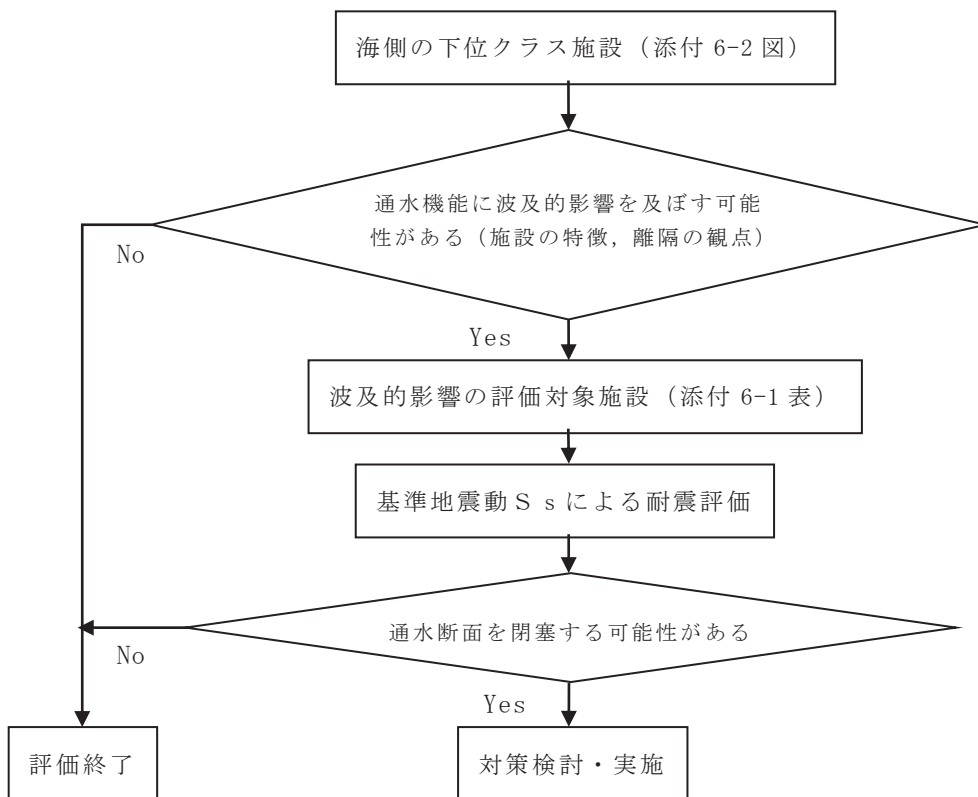 海側の下位クラス施設（添付 6-2 図）
通水機能に波及的影響を及ぼす可能
性がある（施設の特徴，離隔の観点）
No
Yes
波及的影響の評価対象施設（添付 6-1 表）
基準地震動Ｓｓによる耐震評価
通水断面を閉塞する可能性がある
No
Yes
評価終了
対策検討・実施